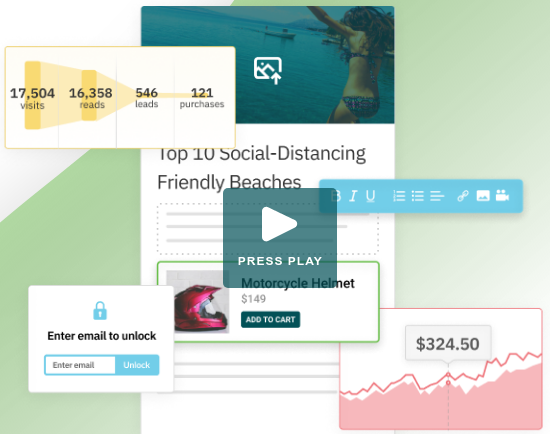 17,504
visits
16,358
reads
546
leads
121
purchases
Top 10 Social-Distancing
Friendly Beaches
B I U
PRESS PLAY
Motorcycle Helmet
$149
ADD TO CART
Enter email to unlock
Enter email
Unlock
$324.50